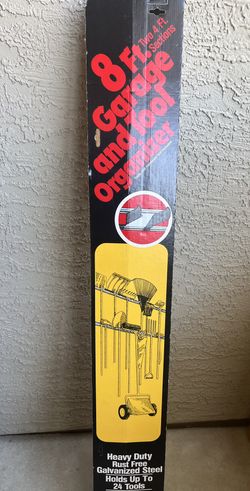 8 Ft.
Two 4 Ft.
Sections
Garage
and Tool
Organizer
Heavy Duty
Rust Free
Galvanized Steel
Holds Up To
24 Tools